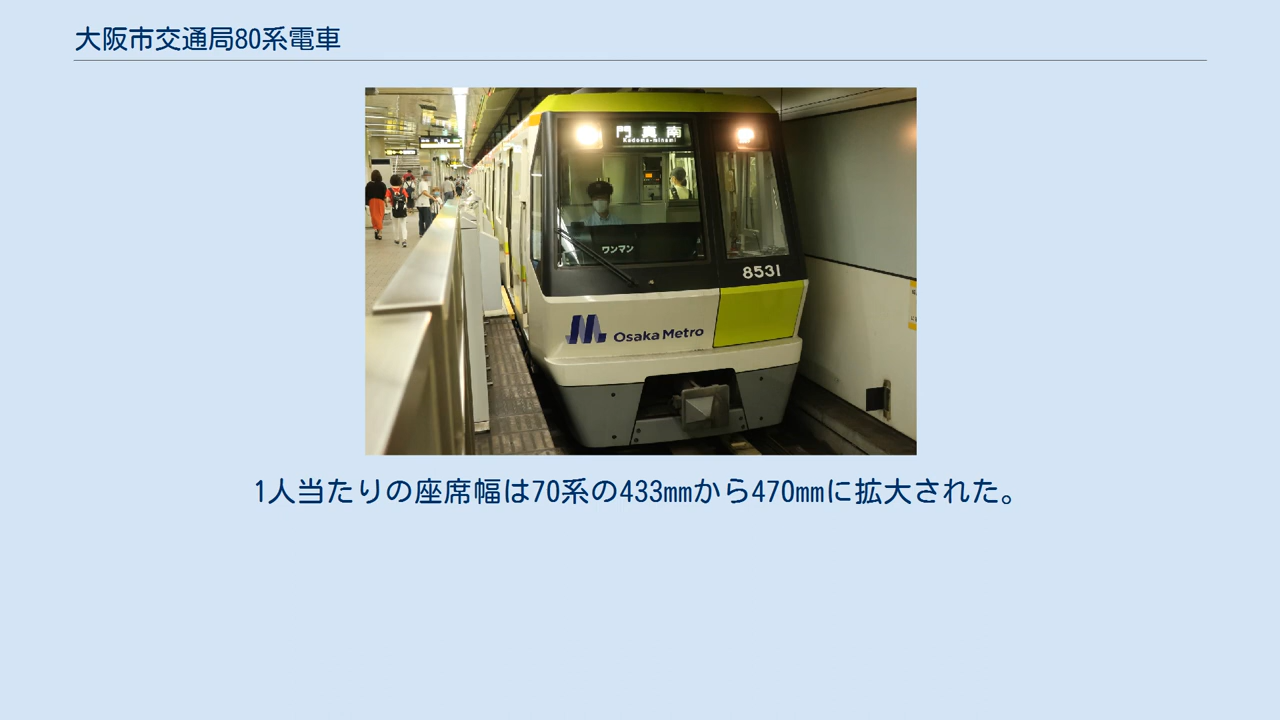 大阪市交通局80系電車
門真南
Kadoma-minami
ワンマン
8531
Osaka Metro
1人当たりの座席幅は70系の433mmから470mmに拡大された。